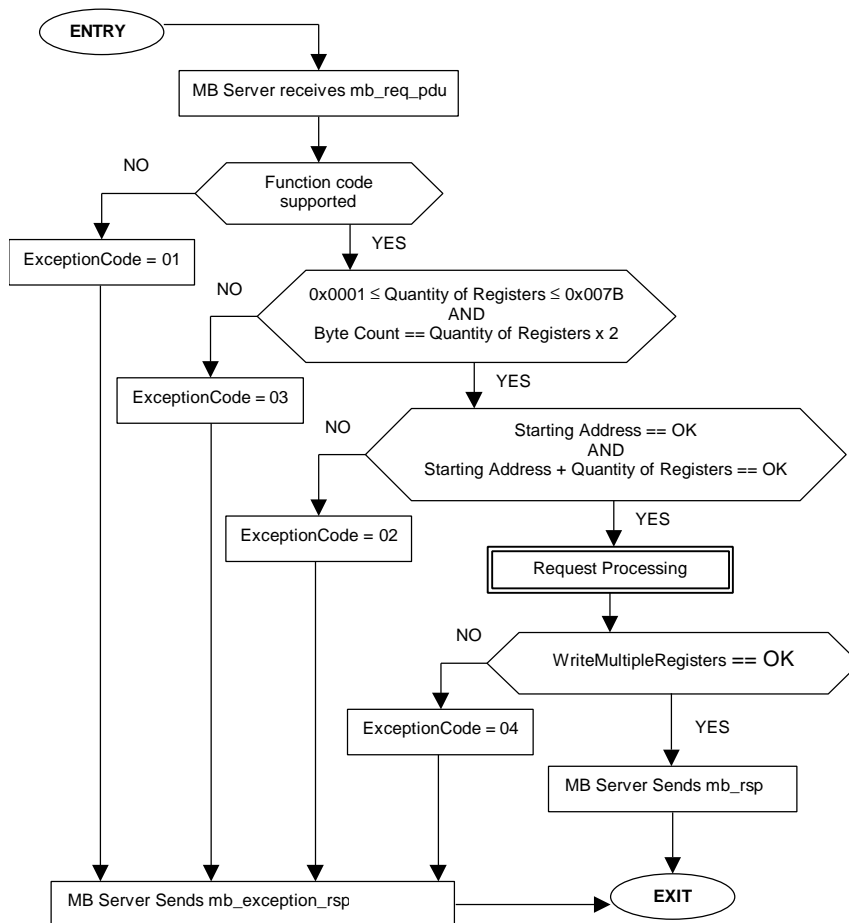 ENTRY
MB Server receives mb_req_pdu
NO
Function code
supported
YES
ExceptionCode = 01
NO
0x0001 ≤ Quantity of Registers ≤ 0x007B
AND
Byte Count == Quantity of Registers x 2
YES
ExceptionCode = 03
NO
Starting Address == OK
AND
Starting Address + Quantity of Registers == OK
YES
ExceptionCode = 02
Request Processing
NO
WriteMultipleRegisters == OK
ExceptionCode = 04
YES
MB Server Sends mb_rsp
MB Server Sends mb_exception_rsp
EXIT